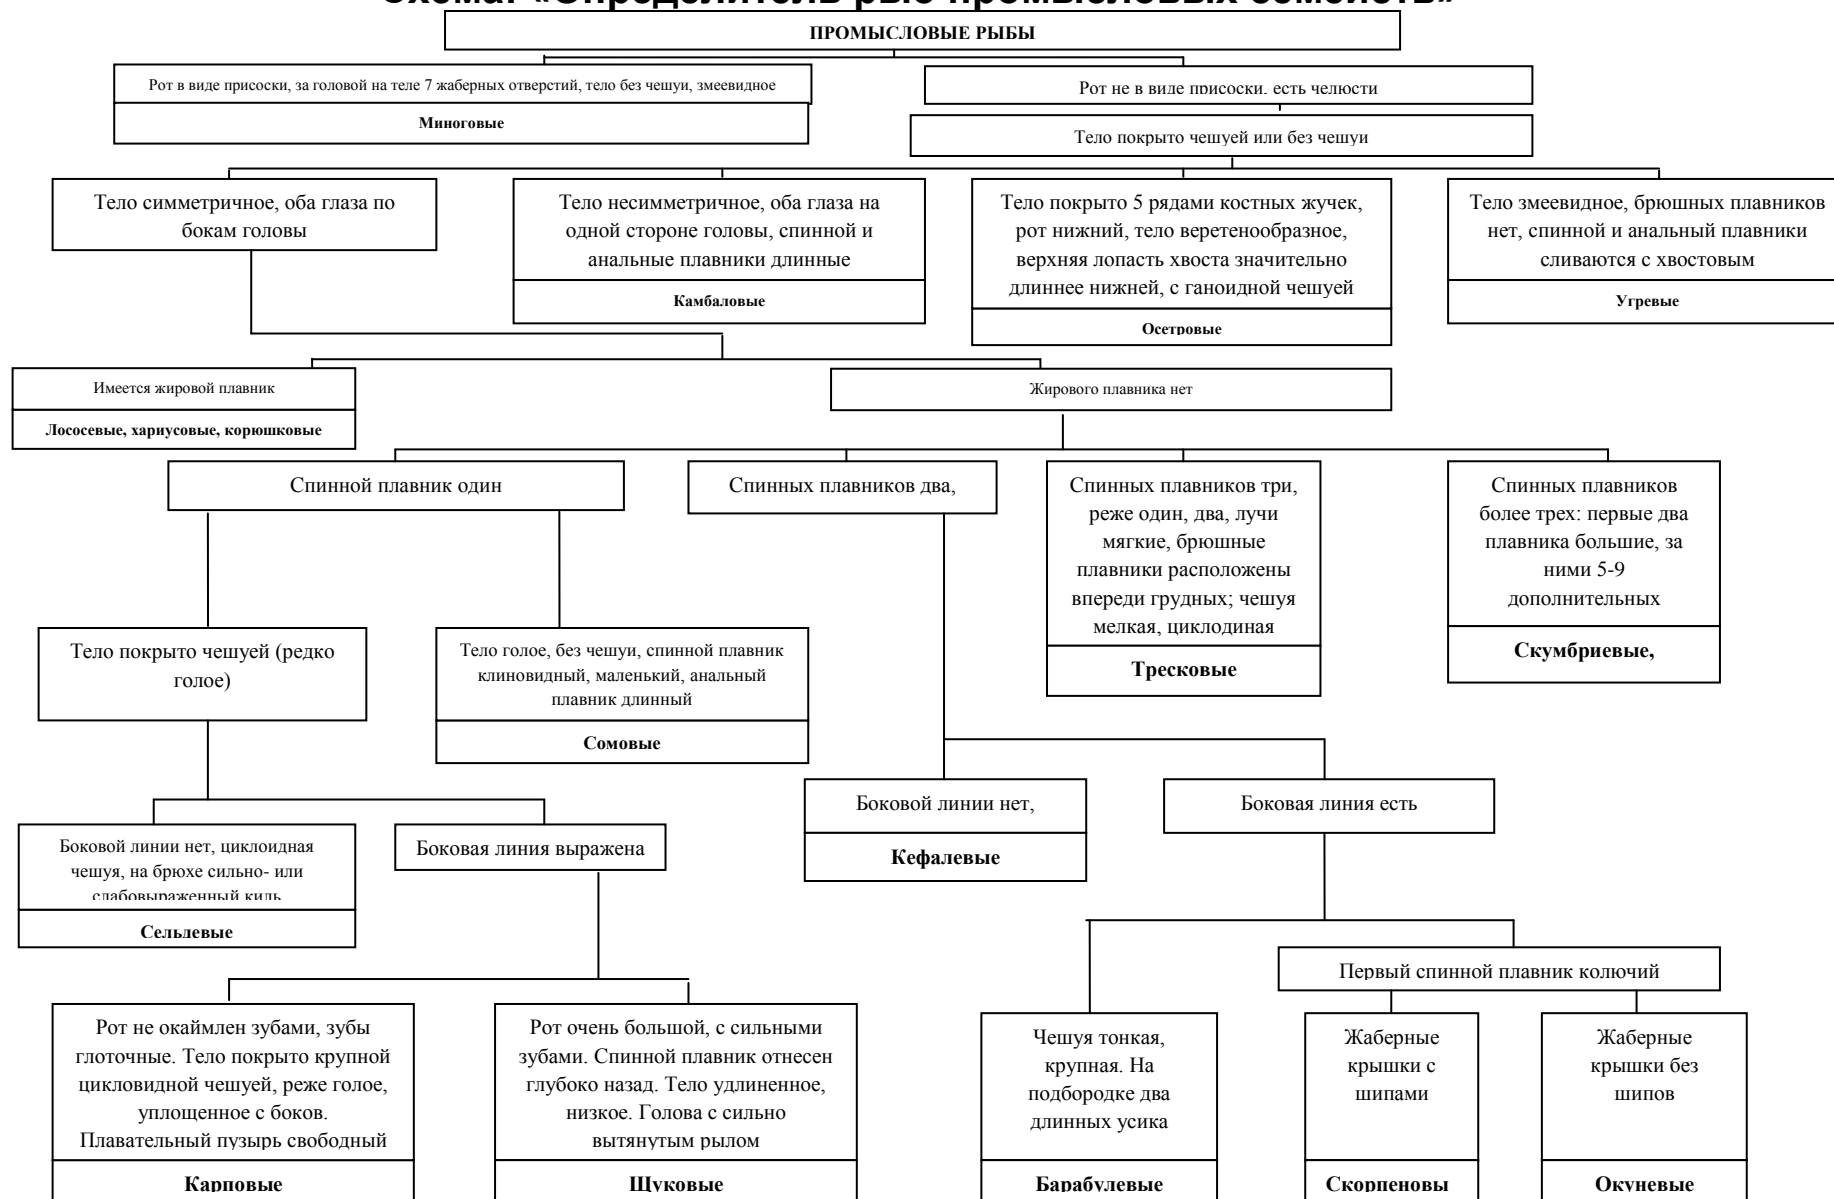 Схема: «Определитель рыб промысловых семейств»
ПРОМЫСЛОВЫЕ РЫБЫ
Рот в виде присоски, за головой на теле 7 жаберных отверстий, тело без чешуи, змеевидное
Миноговые
Рот не в виде присоски. есть челюсти
Тело покрыто чешуей или без чешуи
Тело симметричное, оба глаза по
бокам головы
Тело несимметричное, оба глаза на
одной стороне головы, спинной и
анальные плавники длинные
Камбаловые
Тело покрыто 5 рядами костных жучек,
рот нижний, тело веретенообразное,
верхняя лопасть хвоста значительно
длиннее нижней, с ганоидной чешуей
Осетровые
Тело змеевидное, брюшных плавников
нет, спинной и анальный плавники
сливаются с хвостовым
Угревые
Имеется жировой плавник
Лососевые, хариусовые, корюшковые
Жирового плавника нет
Спинной плавник один
Спинных плавников два,
Спинных плавников три,
реже один, два, лучи
мягкие, брюшные
плавники расположены
впереди грудных; чешуя
мелкая, циклодиная
Тресковые
Спинных плавников
более трех: первые два
плавника большие, за
ними 5-9
дополнительных
Скумбриевые,
Тело покрыто чешуей (редко
голое)
Тело голое, без чешуи, спинной плавник
клиновидный, маленький, анальный
плавник длинный
Сомовые
Боковой линии нет,
Кефалевые
Боковая линия есть
Боковой линии нет, циклоидная
чешуя, на брюхе сильно- или
слабовыраженный киль
Сельдевые
Боковая линия выражена
Первый спинной плавник колючий
Рот не окаймлен зубами, зубы
глоточные. Тело покрыто крупной
цикловидной чешуей, реже голое,
уплощенное с боков.
Плавательный пузырь свободный
Карповые
Рот очень большой, с сильными
зубами. Спинной плавник отнесен
глубоко назад. Тело удлиненное,
низкое. Голова с сильно
вытянутым рылом
Щуковые
Чешуя тонкая,
крупная. На
подбородке два
длинных усика
Барабулевые
Жаберные
крышки с
шипами
Скорпеновы
Жаберные
крышки без
шипов
Окуневые